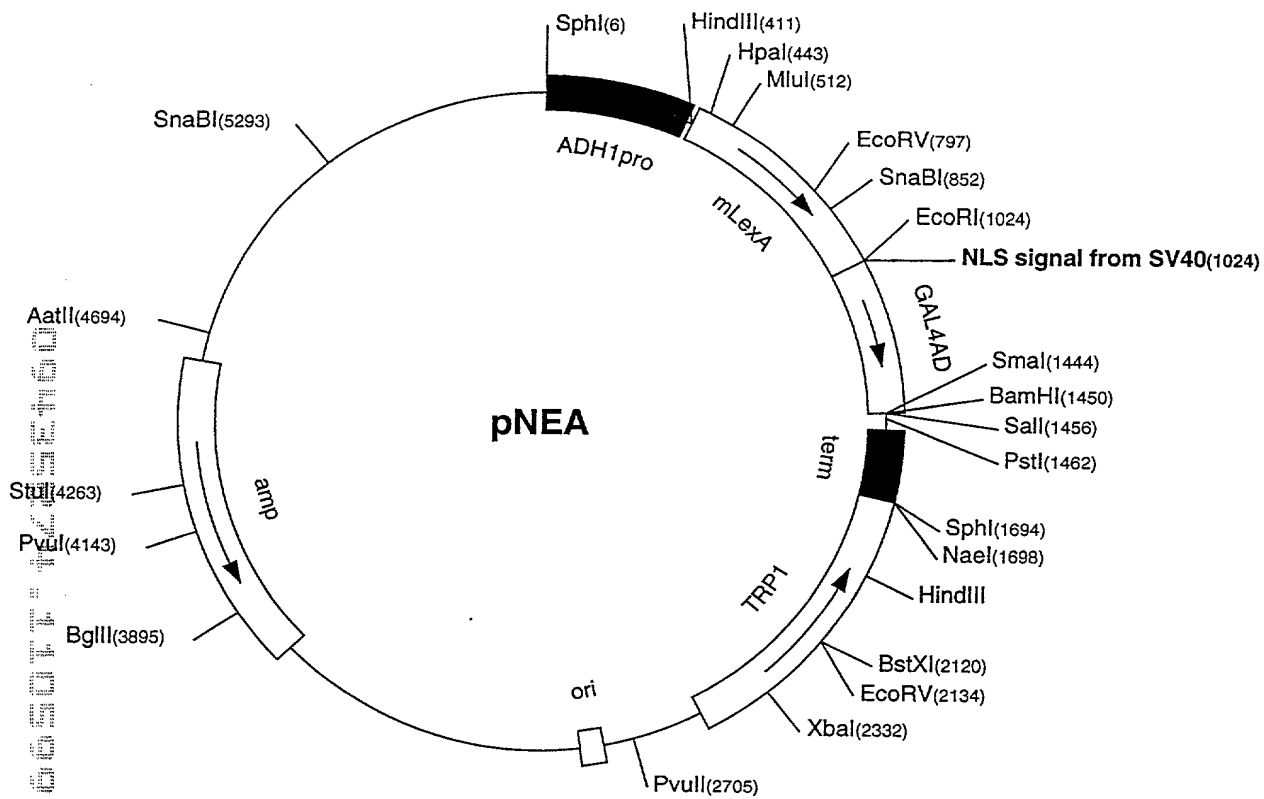 SphI(6)
HindIII(411)
HpaI(443)
MluI(512)
SnaBI(5293)
ADH1pro
EcoRV(797)
SnaBI(852)
mLexA
EcoRI(1024)
NLS signal from SV40(1024)
GAL4AD
AatII(4694)
SmaI(1444)
BamHI(1450)
SalI(1456)
PstI(1462)
pNEA
term
StuI(4263)
amp
PvuI(4143)
SphI(1694)
NaeI(1698)
HindIII
TRP1
BglII(3895)
BstXI(2120)
EcoRV(2134)
ori
XbaI(2332)
PvuII(2705)